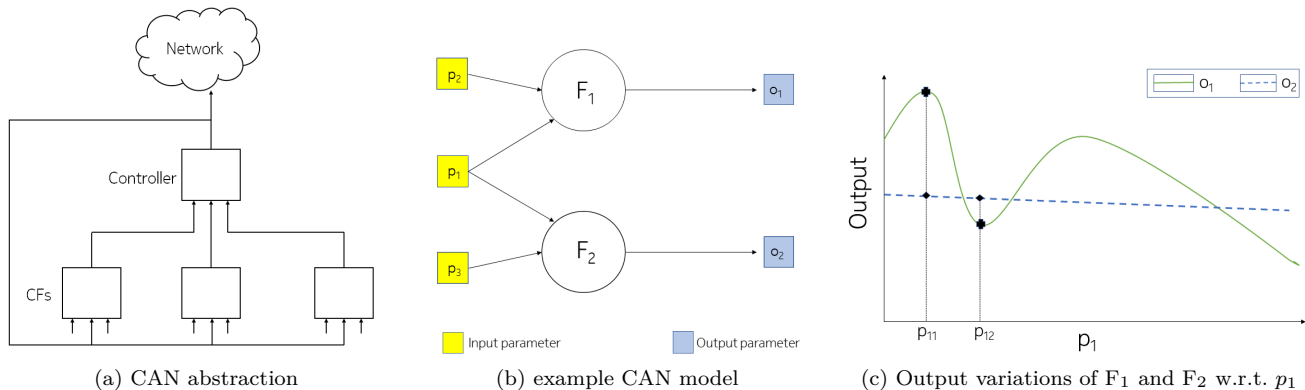 Network
Controller
CFs
(a) CAN abstraction
p₂
p₁
p₃
F₁
F₂
o₁
o₂
Input parameter
Output parameter
(b) example CAN model
o₁
o₂
Output
p₁₁
p₁₂
p₁
(c) Output variations of F₁ and F₂ w.r.t. p₁